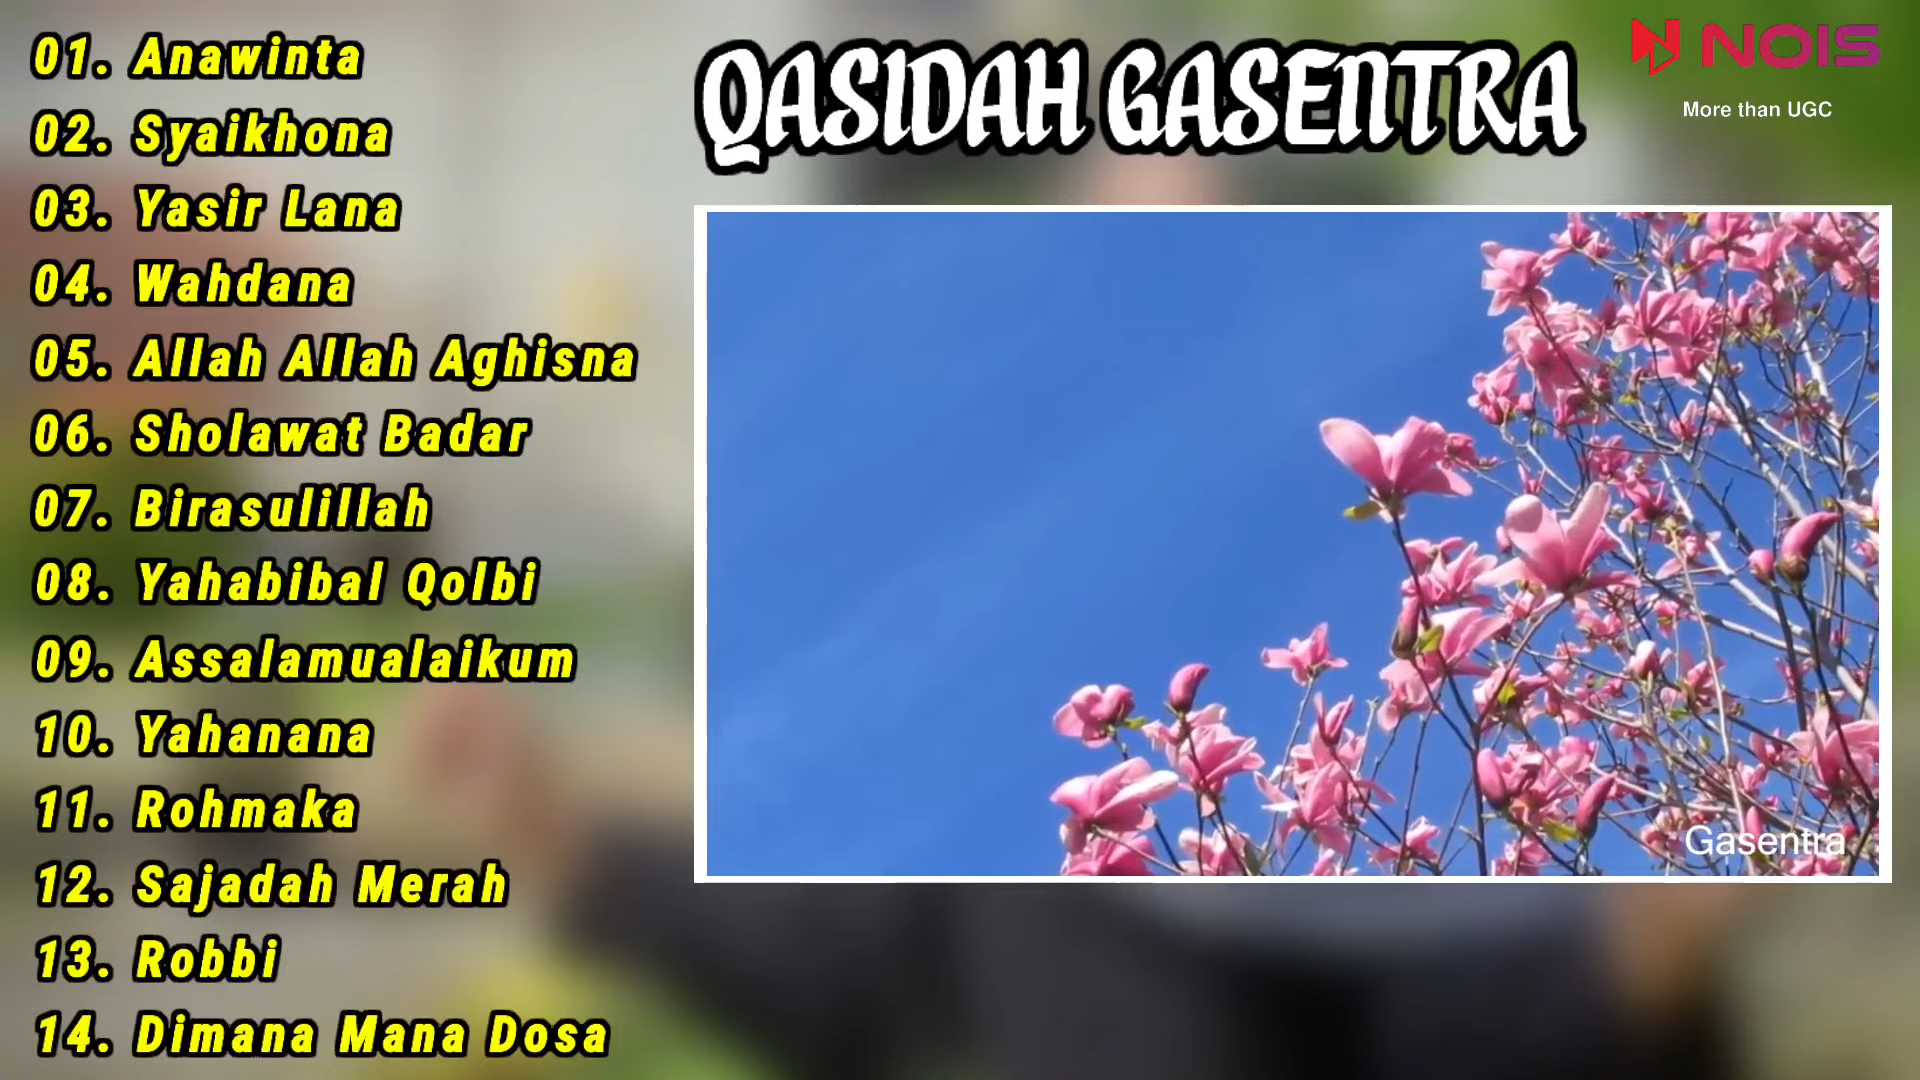 01. Anawinta
02. Syaikhona
03. Yasir Lana
04. Wahdana
05. Allah Allah Aghisna
06. Sholawat Badar
07. Birasulillah
08. Yahabibal Qolbi
09. Assalamualaikum
10. Yahanana
11. Rohmaka
12. Sajadah Merah
13. Robbi
14. Dimana Mana Dosa
QASIDAH GASENTRA
NOIS
More than UGC
Gasentra